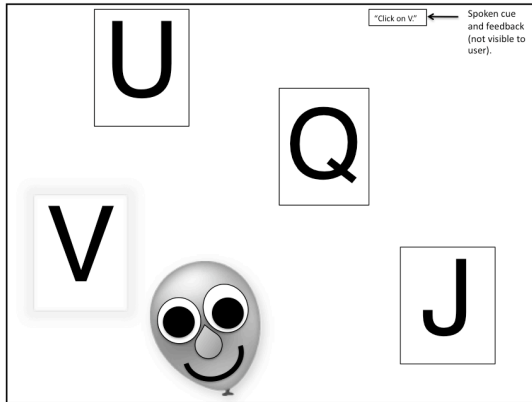 U
"Click on V."
Spoken cue
and feedback
(not visible to
user).
Q
V
J